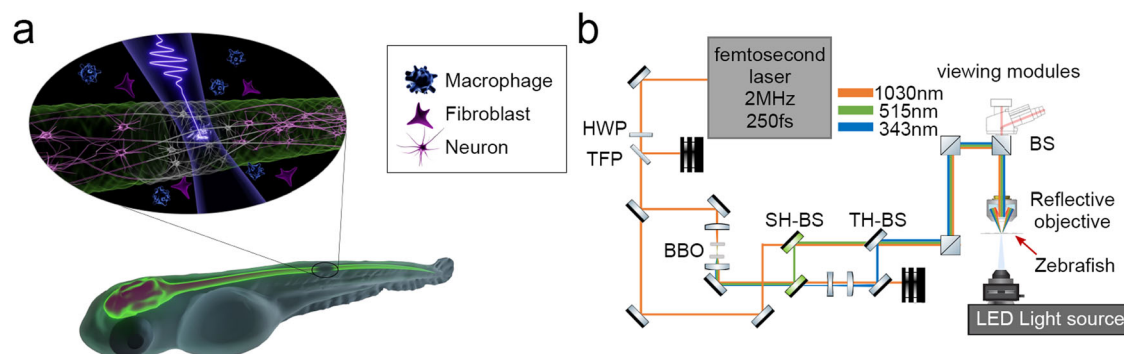 a
Macrophage
Fibroblast
Neuron
b
femtosecond
laser
2MHz
250fs
1030nm
515nm
343nm
viewing modules
HWP
TFP
BS
BBO
SH-BS
TH-BS
Reflective
objective
Zebrafish
LED Light source